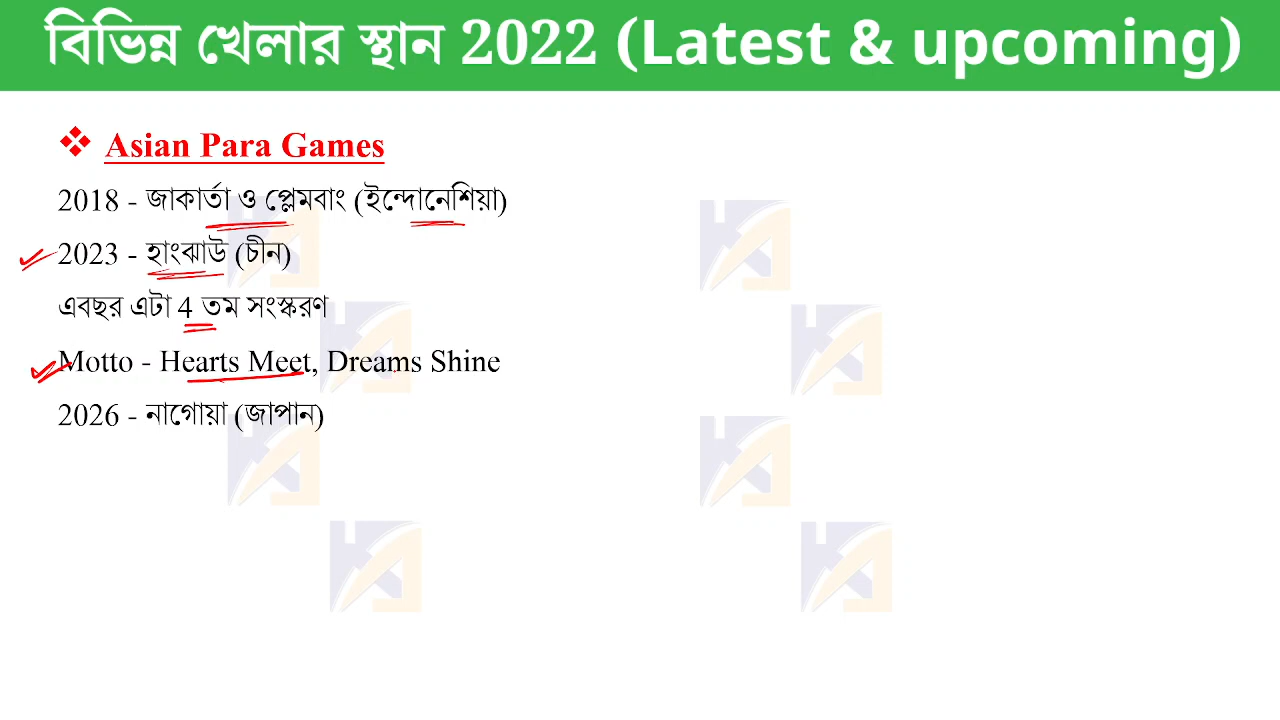 বিভিন্ন খেলার স্থান 2022 (Latest & upcoming)
Asian Para Games
2018 - জাকার্তা ও প্লেমবাং (ইন্দোনেশিয়া)
2023 - হাংঝাউ (চীন)
এবছর এটা 4 তম সংস্করণ
Motto - Hearts Meet, Dreams Shine
2026 - নাগোয়া (জাপান)